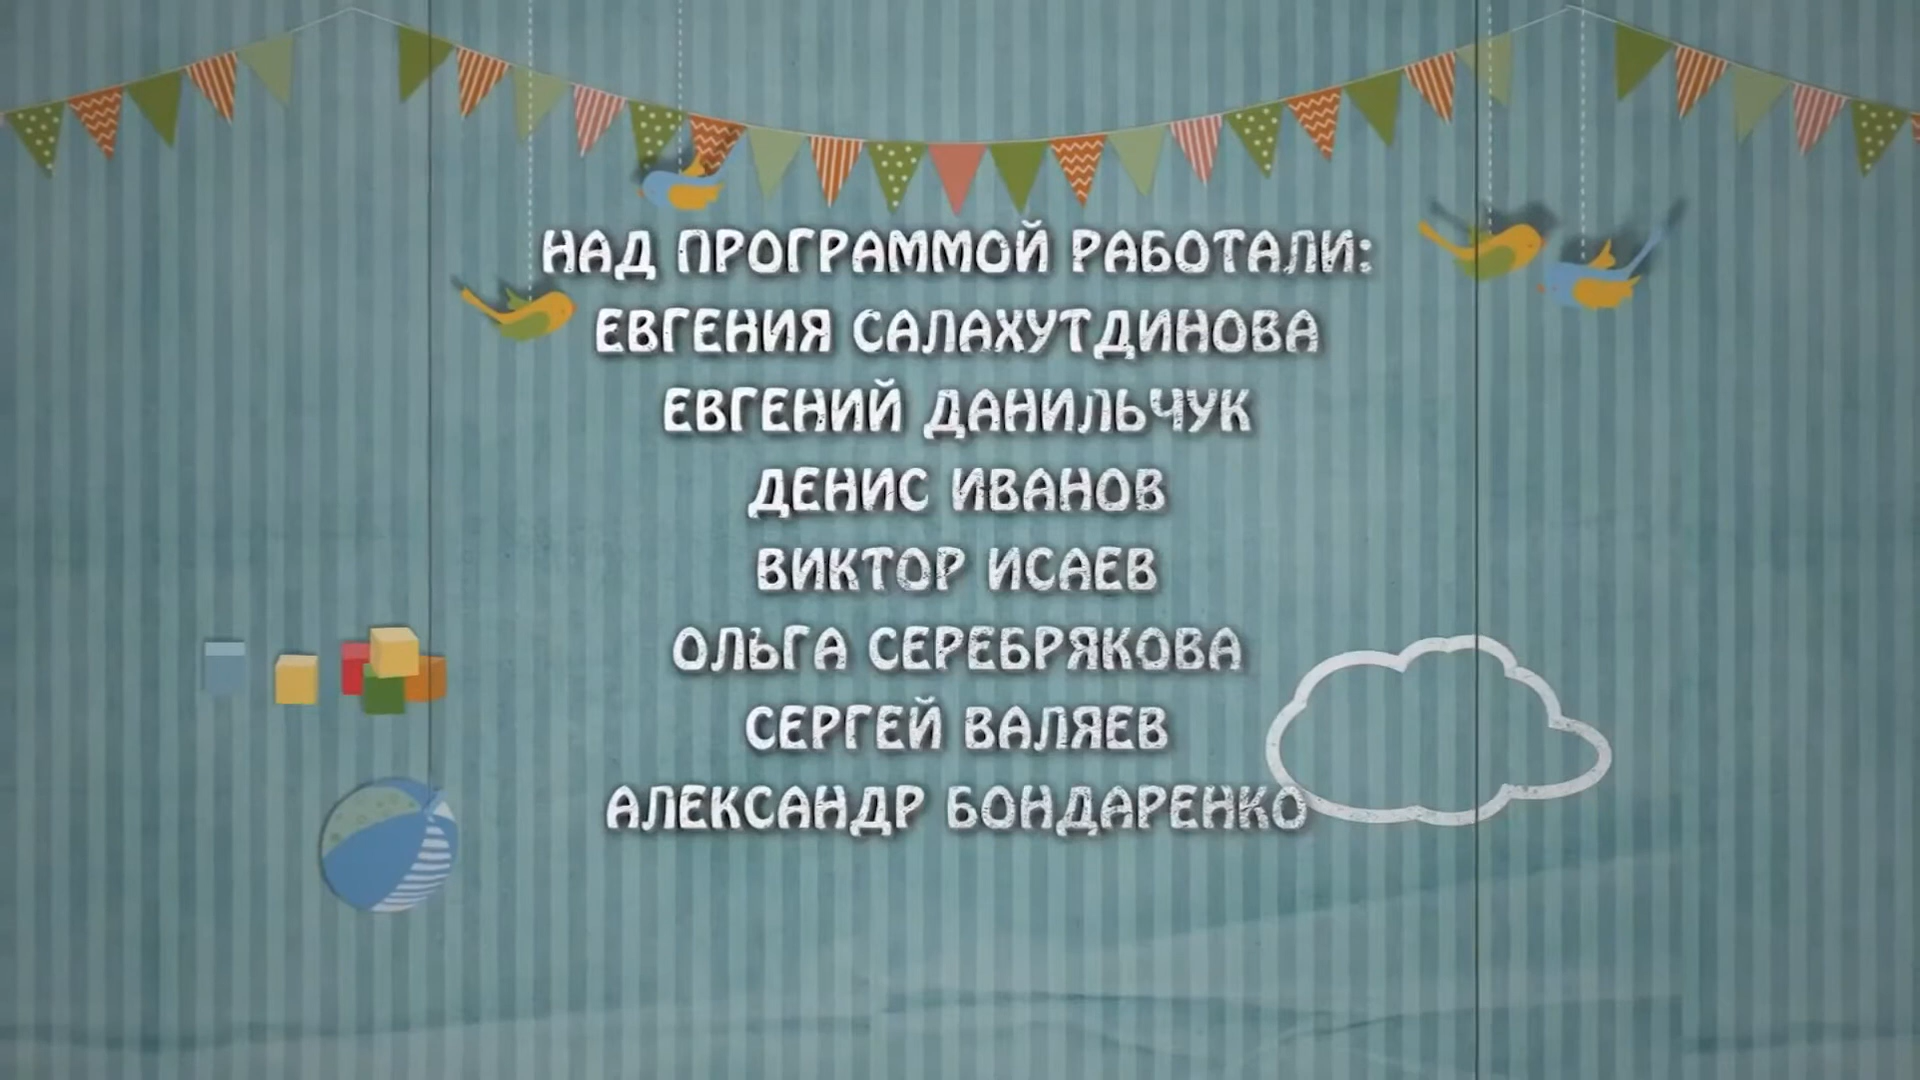 НАД ПРОГРАММОЙ РАБОТАЛИ:
ЕВГЕНИЯ САЛАХУТДИНОВА
ЕВГЕНИЙ ДАНИЛЬЧУК
ДЕНИС ИВАНОВ
ВИКТОР ИСАЕВ
ОЛЬГА СЕРЕБРЯКОВА
СЕРГЕЙ ВАЛЯЕВ
АЛЕКСАНДР БОНДАРЕНКО